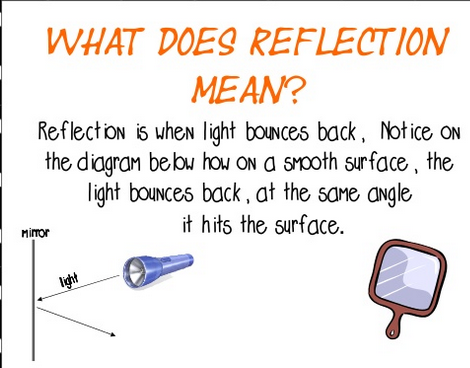 WHAT DOES REFLECTION
MEAN?
Reflection is when light bounces back, Notice on
the diagram below how on a smooth surface, the
light bounces back, at the same angle
it hits the surface.
Mirror
light